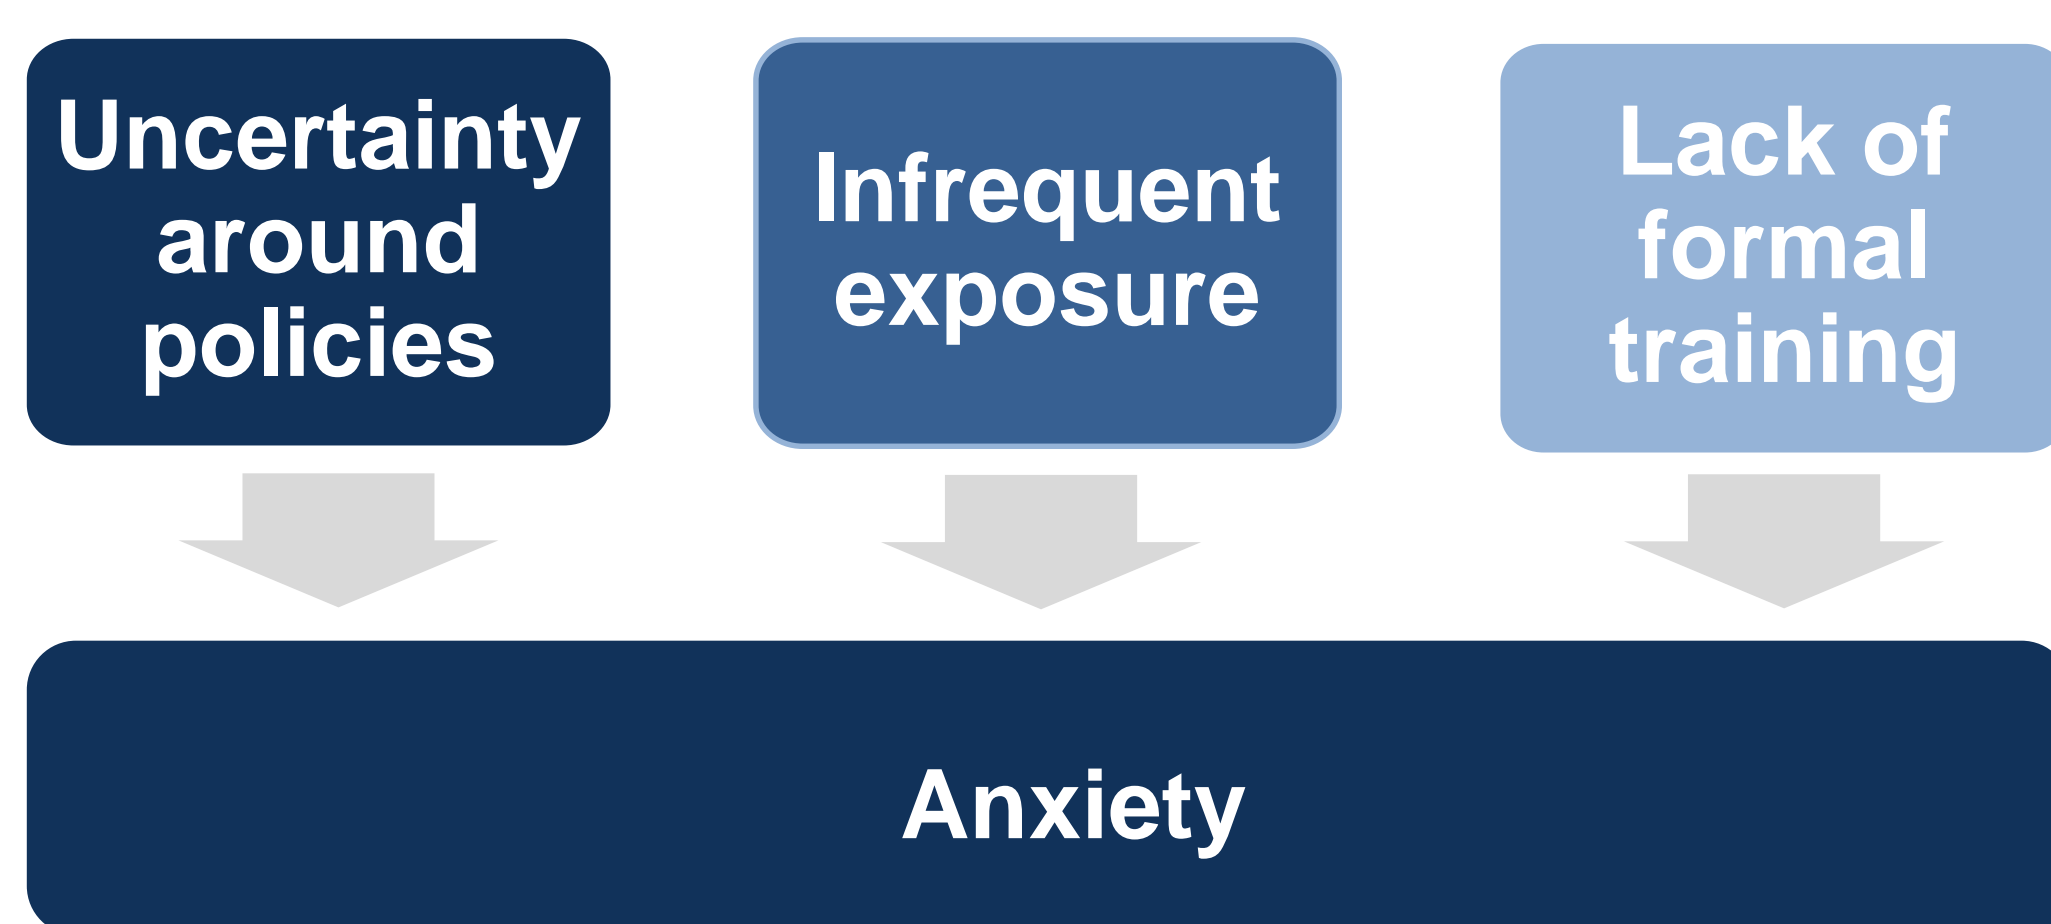 Uncertainty
around
policies
Infrequent
exposure
Lack of
formal
training
Anxiety